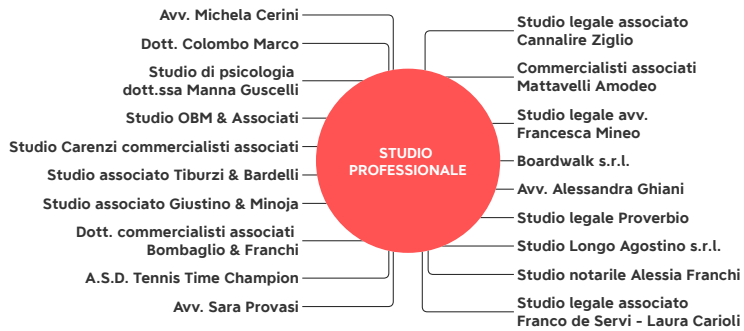 Avv. Michela Cerini
Dott. Colombo Marco
Studio di psicologia
dott.ssa Manna Guscelli
Studio OBM & Associati
Studio Carenzi commercialisti associati
Studio associato Tiburzi & Bardelli
Studio associato Giustino & Minoja
Dott. commercialisti associati
Bombaglio & Franchi
A.S.D. Tennis Time Champion
Avv. Sara Provasi
STUDIO
PROFESSIONALE
Studio legale associato
Cannalire Ziglio
Commercialisti associati
Mattavelli Amodeo
Studio legale avv.
Francesca Mineo
Boardwalk s.r.l.
Avv. Alessandra Ghiani
Studio legale Proverbio
Studio Longo Agostino s.r.l.
Studio notarile Alessia Franchi
Studio legale associato
Franco de Servi - Laura Carioli